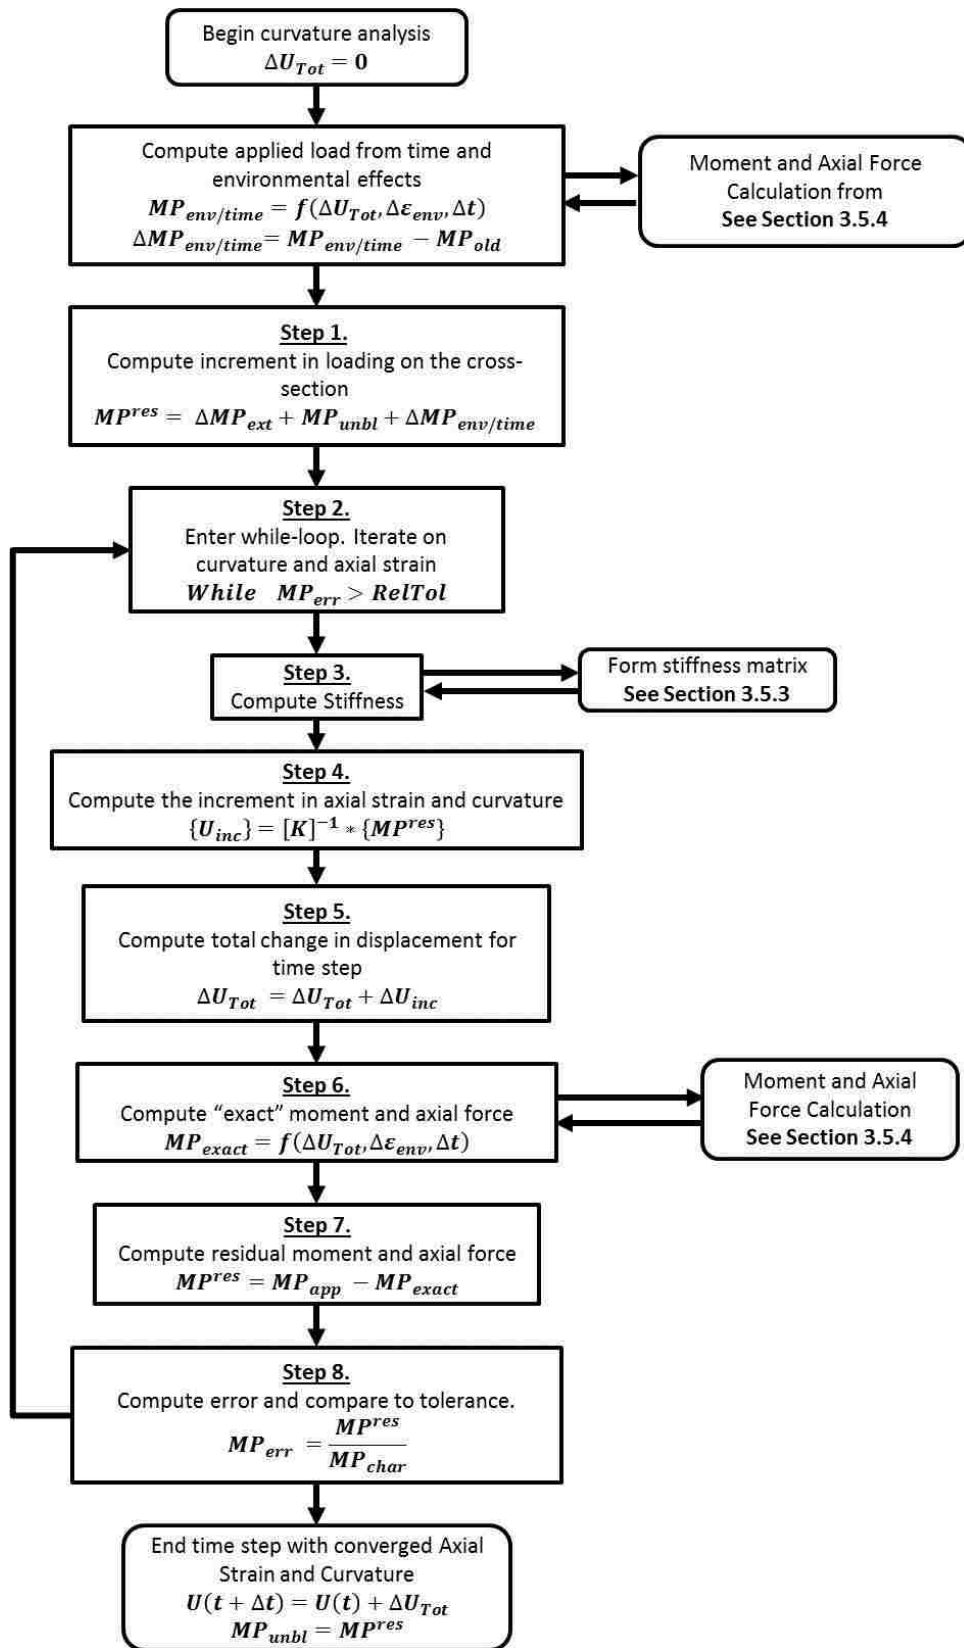 Begin curvature analysis
ΔU_Tot = 0
Compute applied load from time and
environmental effects
MP_env/time = f(ΔU_Tot, Δε_env, Δt)
ΔMP_env/time = MP_env/time − MP_old
Moment and Axial Force
Calculation from
See Section 3.5.4
Step 1.
Compute increment in loading on the cross-
section
MP^res = ΔMP_ext + MP_unbl + ΔMP_env/time
Step 2.
Enter while-loop. Iterate on
curvature and axial strain
While MP_err > RelTol
Step 3.
Compute Stiffness
Form stiffness matrix
See Section 3.5.3
Step 4.
Compute the increment in axial strain and curvature
{U_inc} = [K]^−1 * {MP^res}
Step 5.
Compute total change in displacement for
time step
ΔU_Tot = ΔU_Tot + ΔU_inc
Step 6.
Compute “exact” moment and axial force
MP_exact = f(ΔU_Tot, Δε_env, Δt)
Moment and Axial
Force Calculation
See Section 3.5.4
Step 7.
Compute residual moment and axial force
MP^res = MP_app − MP_exact
Step 8.
Compute error and compare to tolerance.
MP_err = MP^res / MP_char
End time step with converged Axial
Strain and Curvature
U(t + Δt) = U(t) + ΔU_Tot
MP_unbl = MP^res